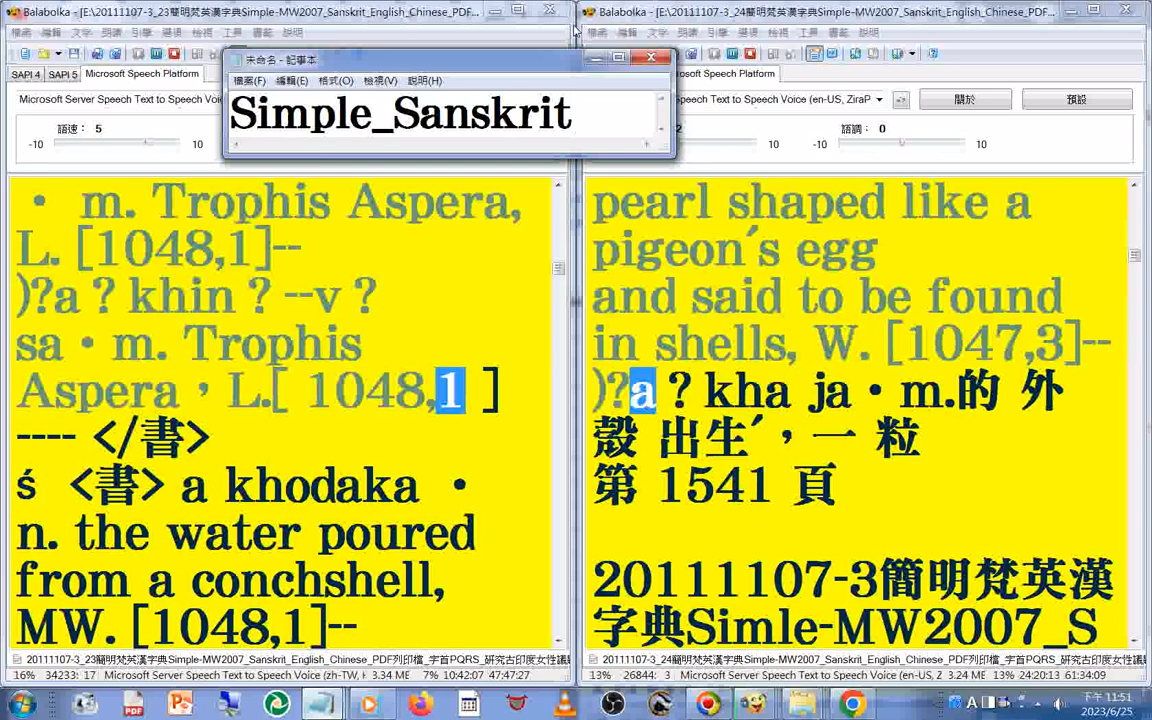 Balabolka - [E:\20111107-3_23簡明梵英漢字典Simple-MW2007_Sanskrit_English_Chinese_PDF...
Balabolka - [E:\20111107-3_24簡明梵英漢字典Simple-MW2007_Sanskrit_English_Chinese_PDF...
未命名 - 記事本
檔案(F) 編輯(E) 格式(O) 檢視(V) 說明(H)
Simple_Sanskrit
SAPI 4 SAPI 5 Microsoft Speech Platform
Microsoft Server Speech Text to Speech Voi
語速： 5
-10 10
• m. Trophis Aspera,
L. [1048,1]--
)?a？khin？--v？
sa•m. Trophis
Aspera，L.[ 1048,1 ]
---- </書>
ś <書> a khodaka •
n. the water poured
from a conchshell,
MW. [1048,1]--
20111107-3_23簡明梵英漢字典Simple-MW2007_Sanskrit_English_Chinese_PDF列印檔_字首PQRS_研究古印度女性議
16% 34233: 17 Microsoft Server Speech Text to Speech Voice (zh-TW, H 3.34 ME 7% 10:42:07 47:47:27
Speech Platform
Speech Text to Speech Voice (en-US, ZiraP
關於 預設
2 10
語調： 0
-10 10
pearl shaped like a
pigeon´s egg
and said to be found
in shells, W. [1047,3]--
)?a？kha ja•m.的 外
殼 出生´，一 粒
第 1541 頁
20111107-3簡明梵英漢
字典Simle-MW2007_S
20111107-3_24簡明梵英漢字典Simple-MW2007_Sanskrit_English_Chinese_PDF列印檔_字首PQRS_研究古印度女性議
13% 26844: 3 Microsoft Server Speech Text to Speech Voice (en-US, Z 3.24 ME 13% 24:20:13 61:34:09
下午 11:51
2023/6/25